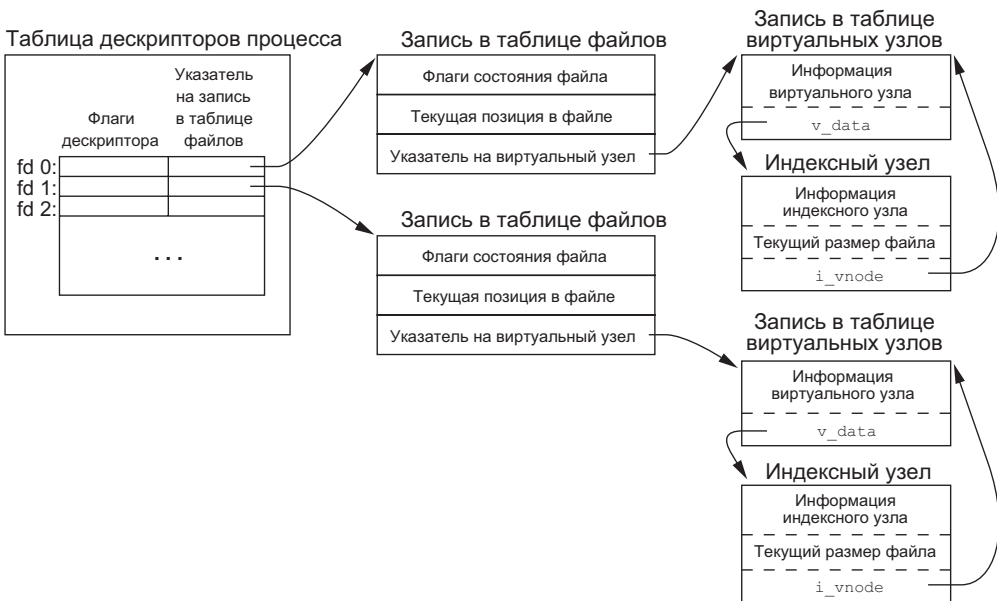 Таблица дескрипторов процесса
Указатель
на запись
в таблице
файлов
Флаги
дескриптора
fd 0:
fd 1:
fd 2:
...
Запись в таблице файлов
Флаги состояния файла
Текущая позиция в файле
Указатель на виртуальный узел
Запись в таблице файлов
Флаги состояния файла
Текущая позиция в файле
Указатель на виртуальный узел
Запись в таблице
виртуальных узлов
Информация
виртуального узла
v_data
Индексный узел
Информация
индексного узла
Текущий размер файла
i_vnode
Запись в таблице
виртуальных узлов
Информация
виртуального узла
v_data
Индексный узел
Информация
индексного узла
Текущий размер файла
i_vnode